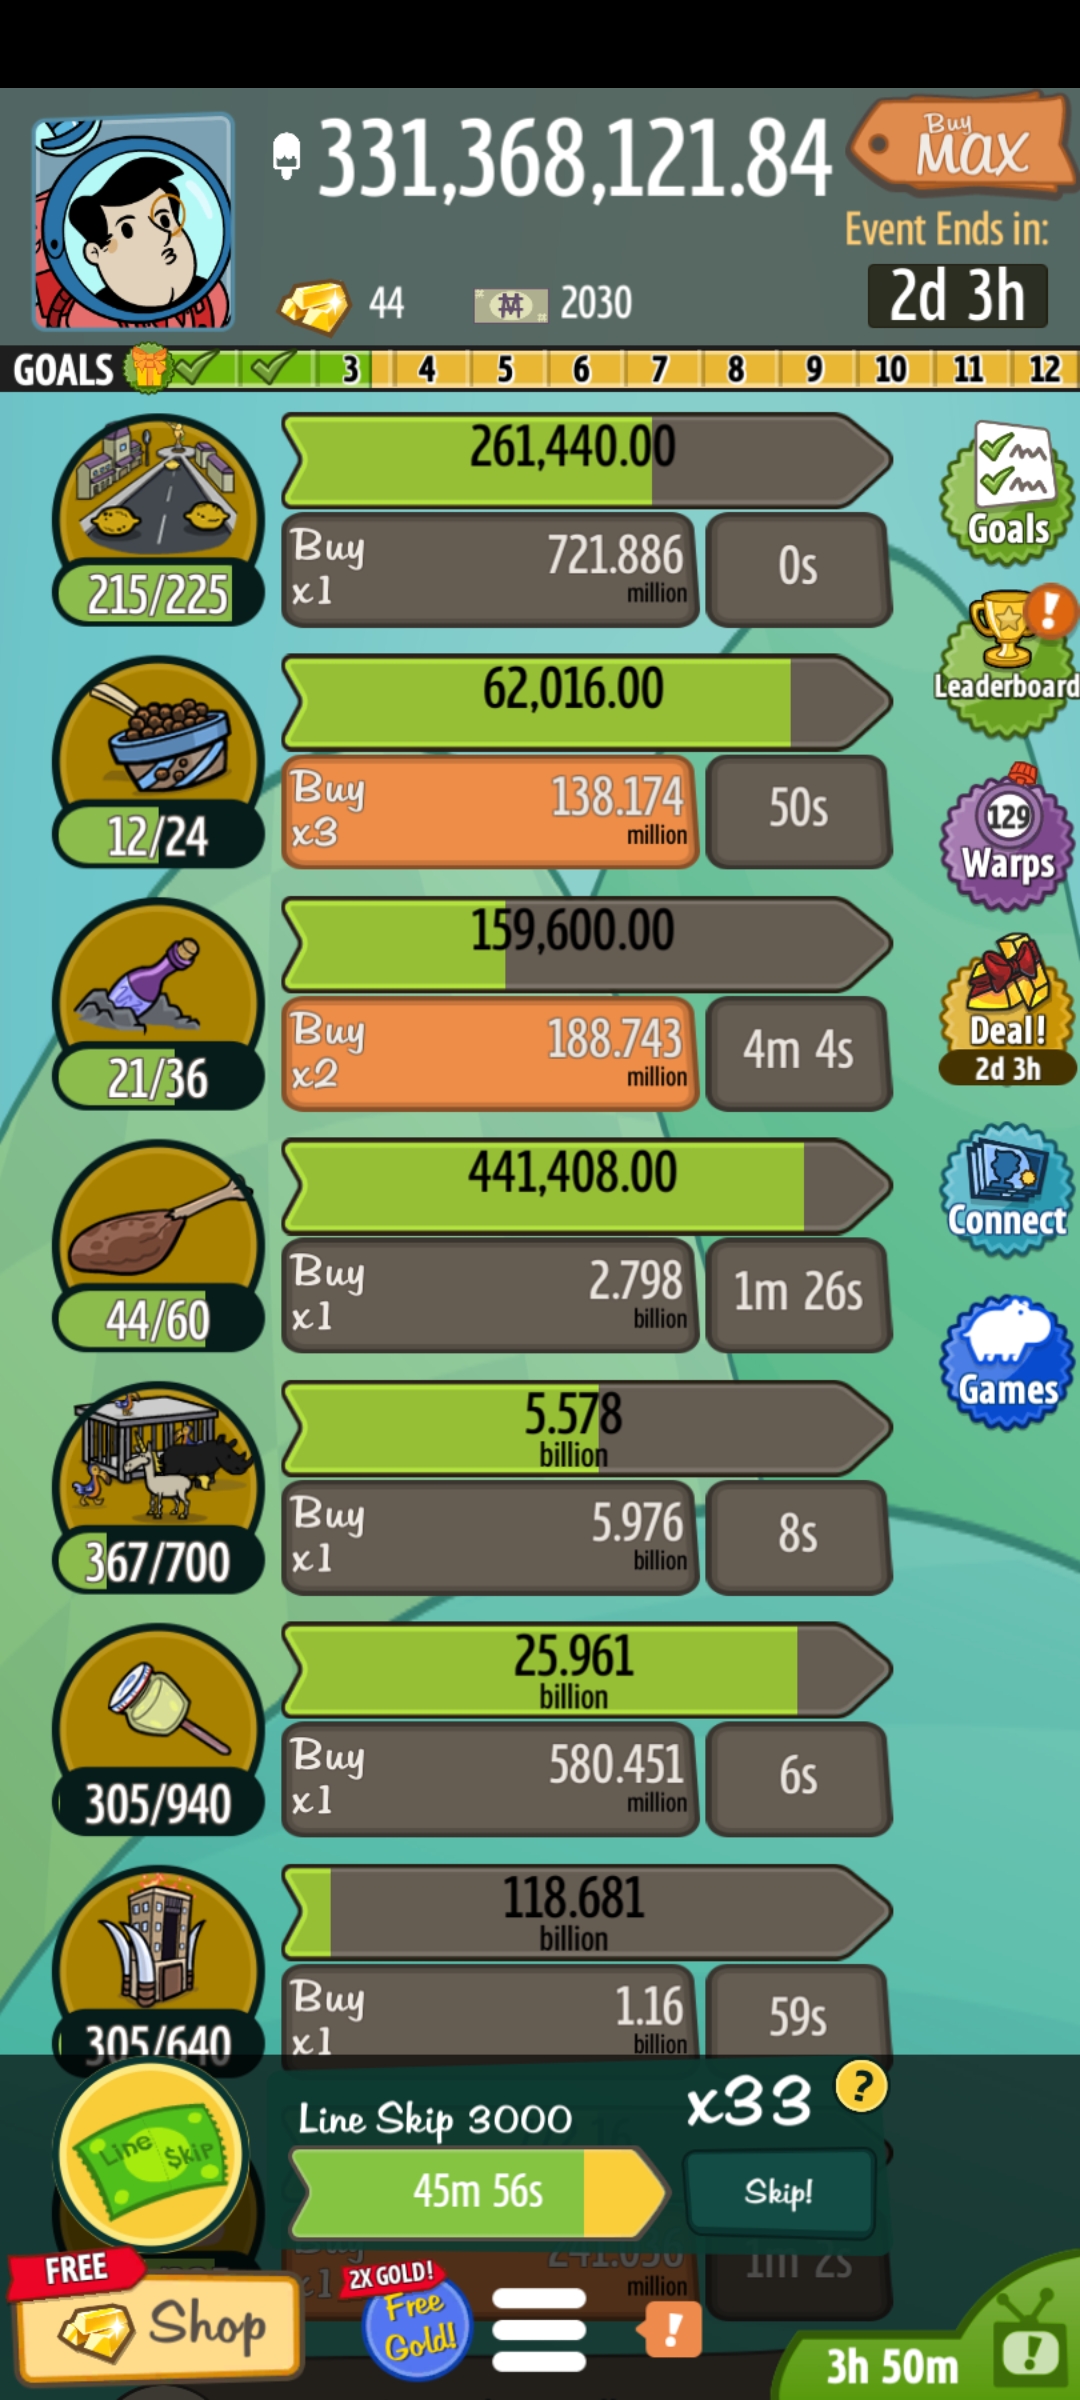 331,368,121.84
Buy
MAX
Event Ends in:
44
2030
2d 3h
GOALS
3 4 5 6 7 8 9 10 11 12
261,440.00
Buy 721.886
x1 million
0s
215/225
Goals
62,016.00
Leaderboard
Buy 138.174
x3 million
50s
12/24
129
Warps
159,600.00
Buy 188.743
x2 million
4m 4s
21/36
Deal!
2d 3h
441,408.00
Buy 2.798
x1 billion
1m 26s
44/60
Connect
5.578
billion
Games
Buy 5.976
x1 billion
8s
367/700
25.961
billion
Buy 580.451
x1 million
6s
305/940
118.681
billion
Buy 1.16
x1 billion
59s
305/640
Line Skip 3000
x33
?
Line $kip
45m 56s
Skip!
Buy 241.036
x1 million
1m 2s
FREE
Shop
2X GOLD!
Free
Gold!
!
3h 50m
!